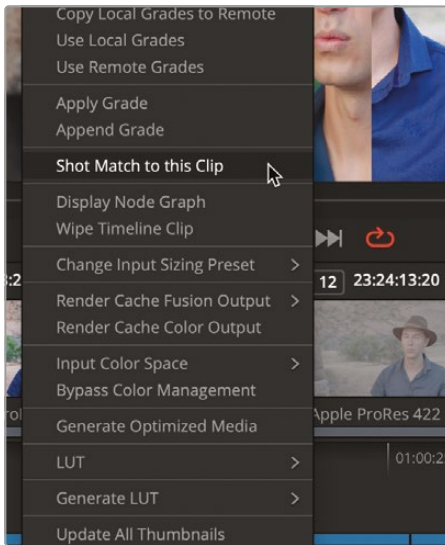 Copy Local Grades to Remote
Use Local Grades
Use Remote Grades
Apply Grade
Append Grade
Shot Match to this Clip
Display Node Graph
Wipe Timeline Clip
Change Input Sizing Preset >
12 23:24:13:20
Render Cache Fusion Output >
Render Cache Color Output
Input Color Space >
Bypass Color Management
Apple ProRes 422
Generate Optimized Media
LUT >
01:00:2
Generate LUT >
Update All Thumbnails